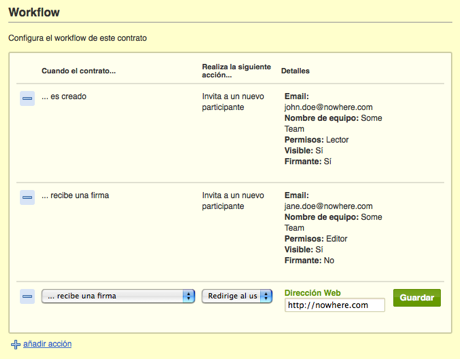 Workflow
Configura el workflow de este contrato
Cuando el contrato...
Realiza la siguiente
acción...
Detalles
... es creado
Invita a un nuevo
participante
Email:
john.doe@nowhere.com
Nombre de equipo: Some
Team
Permisos: Lector
Visible: Sí
Firmante: Sí
... recibe una firma
Invita a un nuevo
participante
Email:
jane.doe@nowhere.com
Nombre de equipo: Some
Team
Permisos: Editor
Visible: Sí
Firmante: No
... recibe una firma
Redirige al us
Dirección Web
http://nowhere.com
Guardar
añadir acción